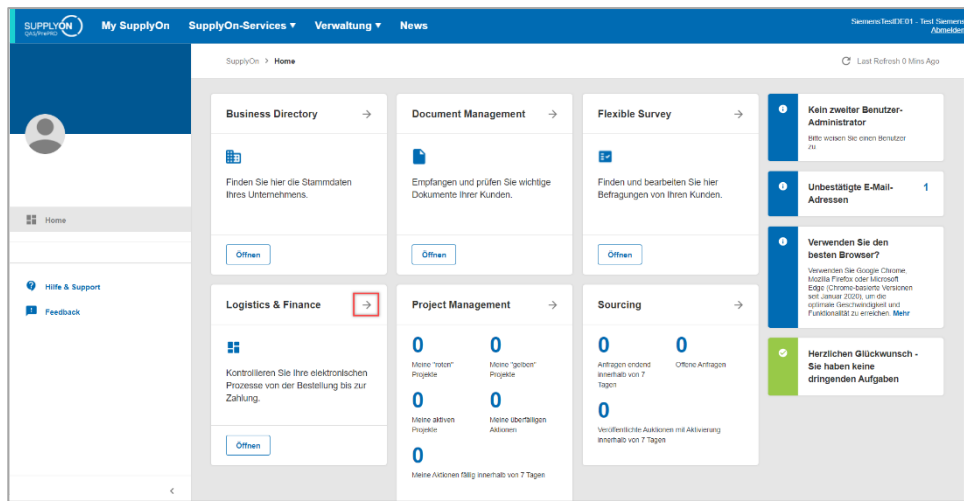 SUPPLYON
QAS/PrePRO
My SupplyOn
SupplyOn-Services
Verwaltung
News
SiemensTestDE01 - Test Siemens
Abmelden
SupplyOn > Home
Last Refresh 0 Mins Ago
Home
Hilfe & Support
Feedback
Business Directory
Finden Sie hier die Stammdaten
Ihres Unternehmens.
Öffnen
Document Management
Empfangen und prüfen Sie wichtige
Dokumente Ihrer Kunden.
Öffnen
Flexible Survey
Finden und bearbeiten Sie hier
Befragungen von Ihren Kunden.
Öffnen
Logistics & Finance
Kontrollieren Sie Ihre elektronischen
Prozesse von der Bestellung bis zur
Zahlung.
Öffnen
Project Management
0
Meine "roten"
Projekte
0
Meine "gelben"
Projekte
0
Meine aktiven
Projekte
0
Meine überfälligen
Aktionen
0
Meine Aktionen fällig innerhalb von 7 Tagen
Sourcing
0
Anfragen endend
innerhalb von 7
Tagen
0
Offene Anfragen
0
Veröffentlichte Auktionen mit Aktivierung
innerhalb von 7 Tagen
Kein zweiter Benutzer-
Administrator
Bitte weisen Sie einen Benutzer
zu
Unbestätigte E-Mail-
Adressen
1
Verwenden Sie den
besten Browser?
Verwenden Sie Google Chrome,
Mozilla Firefox oder Microsoft
Edge (Chrome-basierte Versionen
seit Januar 2020), um die
optimale Geschwindigkeit und
Funktionalität zu erreichen. Mehr
Herzlichen Glückwunsch -
Sie haben keine
dringenden Aufgaben